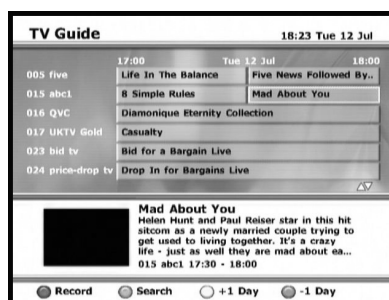 TV Guide 18:23 Tue 12 Jul
17:00 Tue 12 Jul 18:00
005 five Life In The Balance Five News Followed By..
015 abc1 8 Simple Rules Mad About You
016 QVC Diamonique Eternity Collection
017 UKTV Gold Casualty
023 bid tv Bid for a Bargain Live
024 price-drop tv Drop In for Bargains Live
Mad About You
Helen Hunt and Paul Reiser star in this hit
sitcom as a newly married couple trying to
get used to living together. It's a crazy
life - just as well they are mad about ea...
015 abc1 17:30 - 18:00
Record Search +1 Day -1 Day